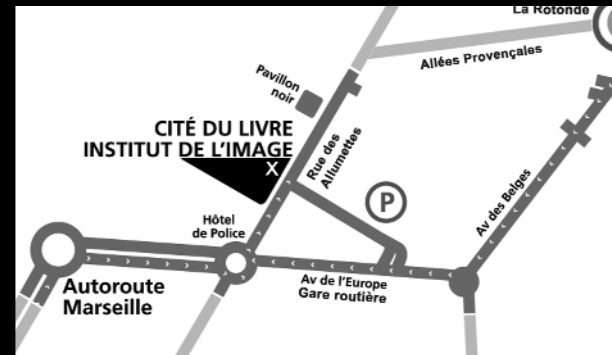 La Rotonde
Allées Provençales
Pavillon
noir
CITÉ DU LIVRE
INSTITUT DE L'IMAGE
X
Rue des
Allumettes
P
Av des Belges
Hôtel
de Police
Av de l'Europe
Gare routière
Autoroute
Marseille